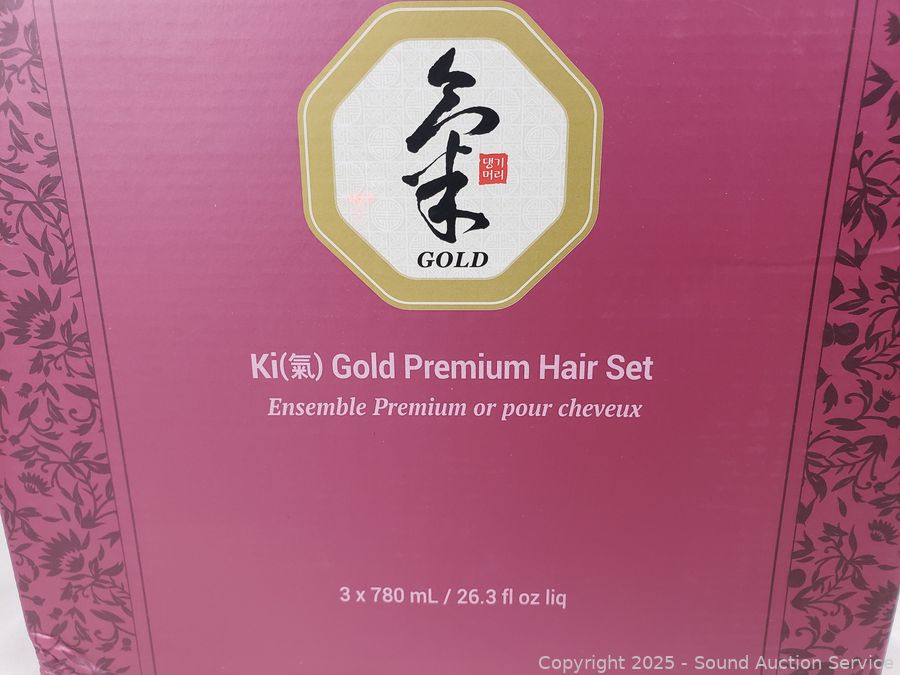 氣
댕기
머리
GOLD
Ki(氣) Gold Premium Hair Set
Ensemble Premium or pour cheveux
3 x 780 mL / 26.3 fl oz liq
Copyright 2025 - Sound Auction Service